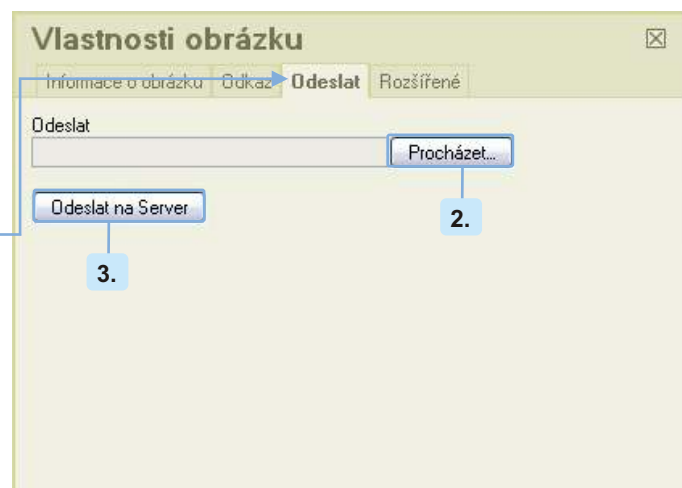 Vlastnosti obrázku
Informace o obrázku Odkaz Odeslat Rozšířené
Odeslat
Procházet...
Odeslat na Server
2.
3.